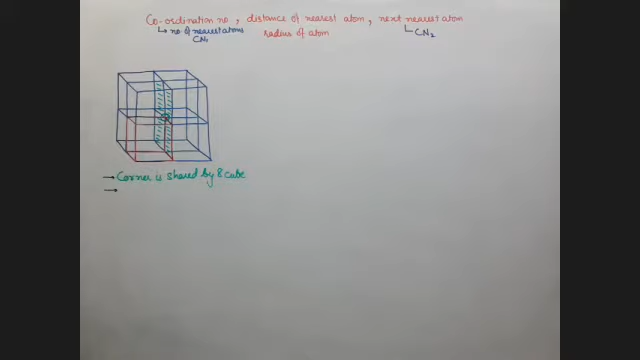 Co-ordination no, distance of nearest atom, next nearest atom
↳ no of nearest atoms radius of atom ↳ CN₂
CN₁
→ Corner is shared by 8 cube
→